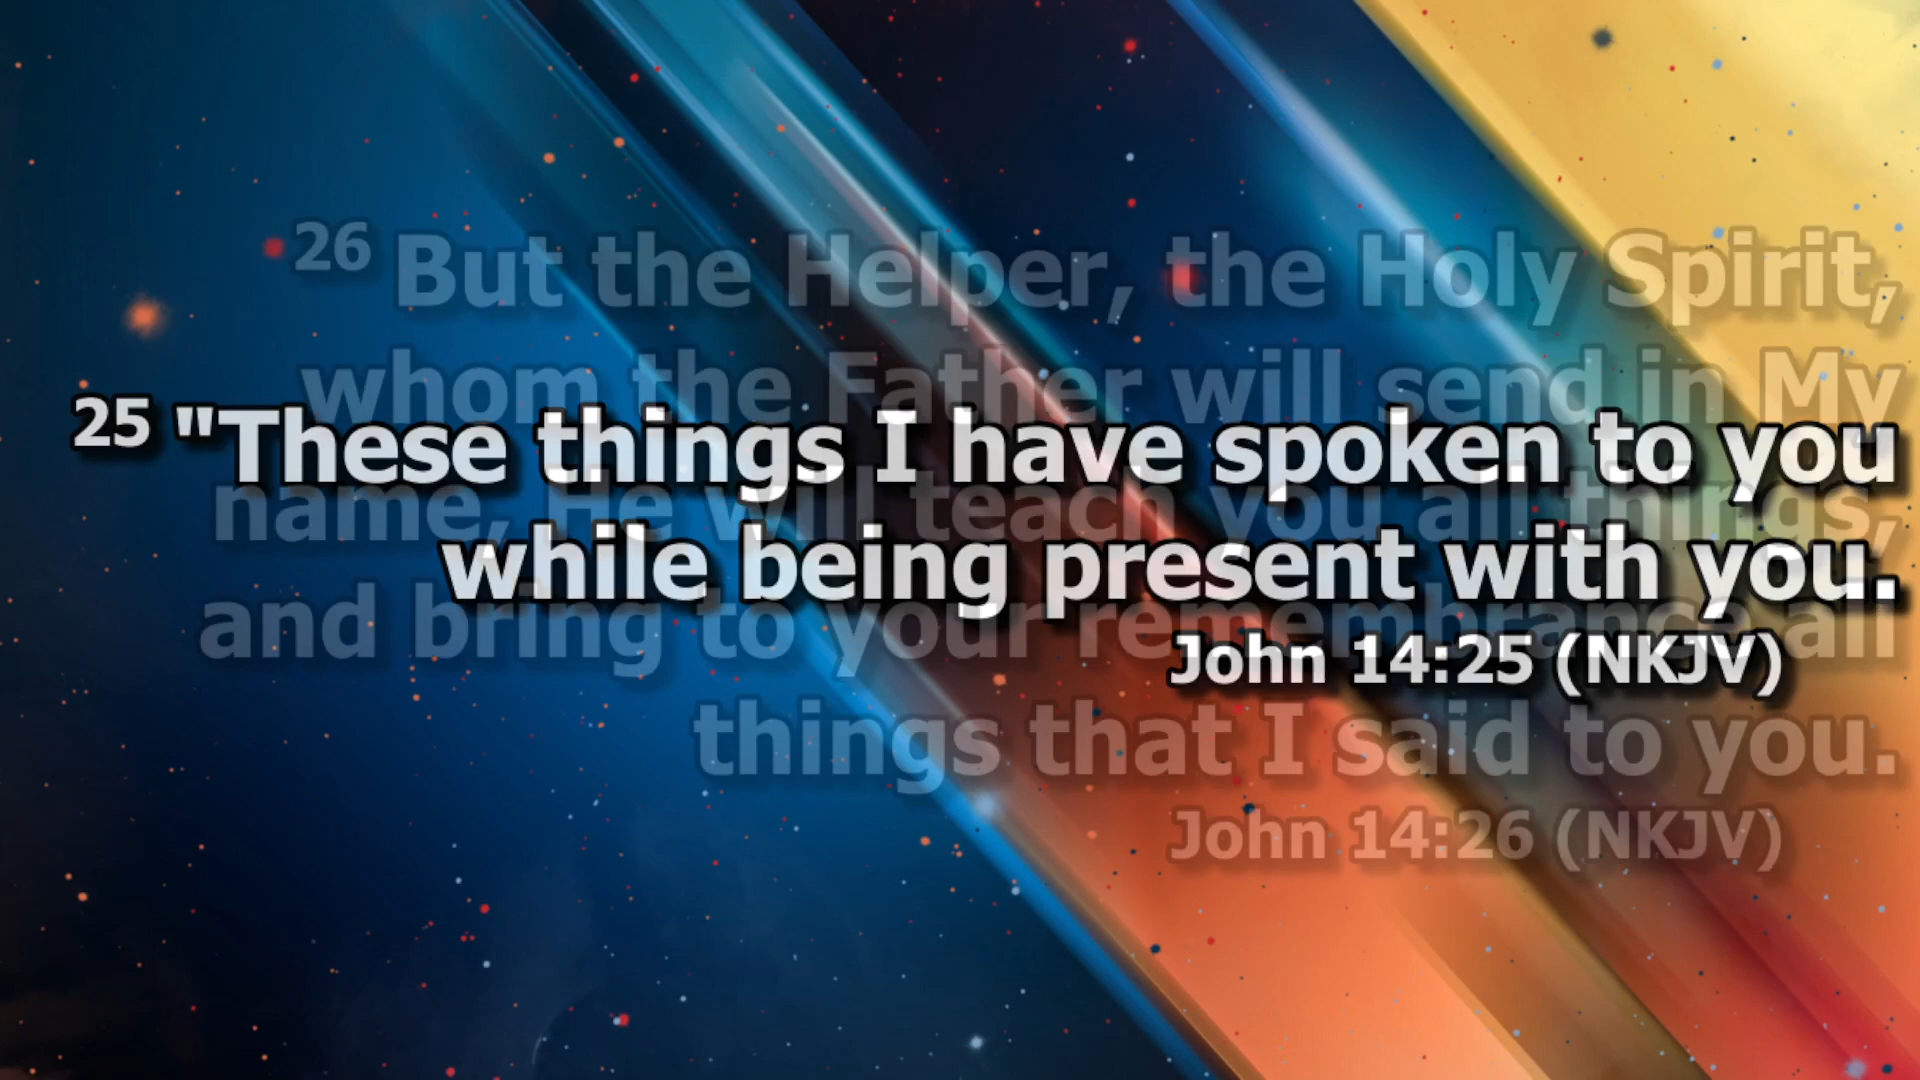 25 "These things I have spoken to you
while being present with you.
John 14:25 (NKJV)
26 But the Helper, the Holy Spirit,
whom the Father will send in My
name, He will teach you all things,
and bring to your remembrance all
things that I said to you.
John 14:26 (NKJV)